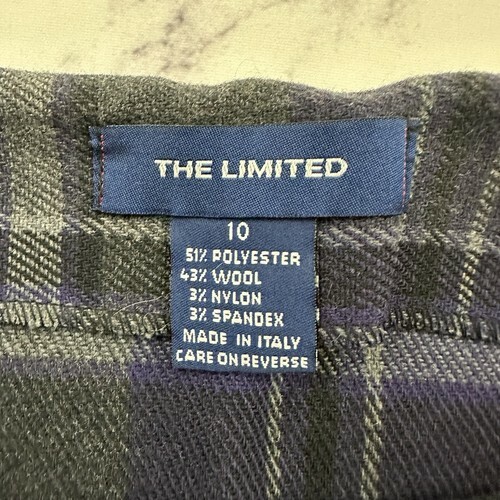 THE LIMITED
10
51% POLYESTER
43% WOOL
3% NYLON
3% SPANDEX
MADE IN ITALY
CARE ON REVERSE